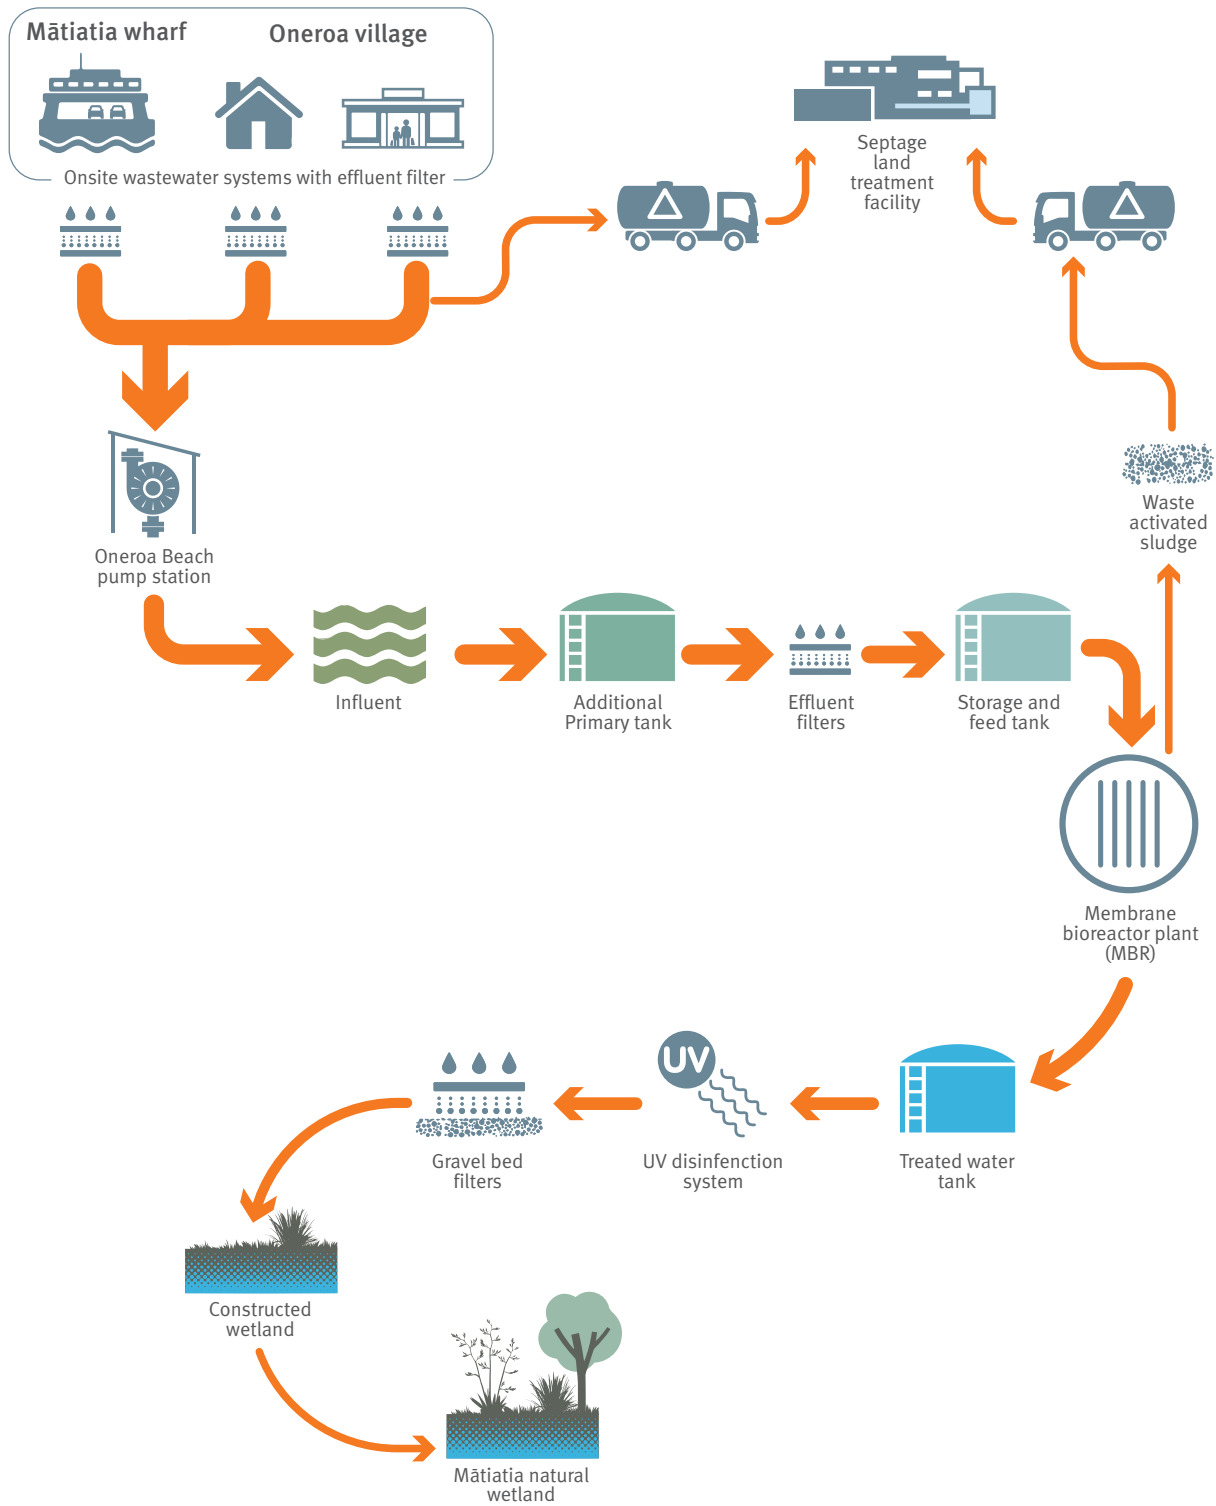 Mātiatia wharf
Oneroa village
Onsite wastewater systems with effluent filter
Septage
land
treatment
facility
Oneroa Beach
pump station
Waste
activated
sludge
Influent
Additional
Primary tank
Effluent
filters
Storage and
feed tank
Membrane
bioreactor plant
(MBR)
UV
Gravel bed
filters
UV disinfenction
system
Treated water
tank
Constructed
wetland
Mātiatia natural
wetland